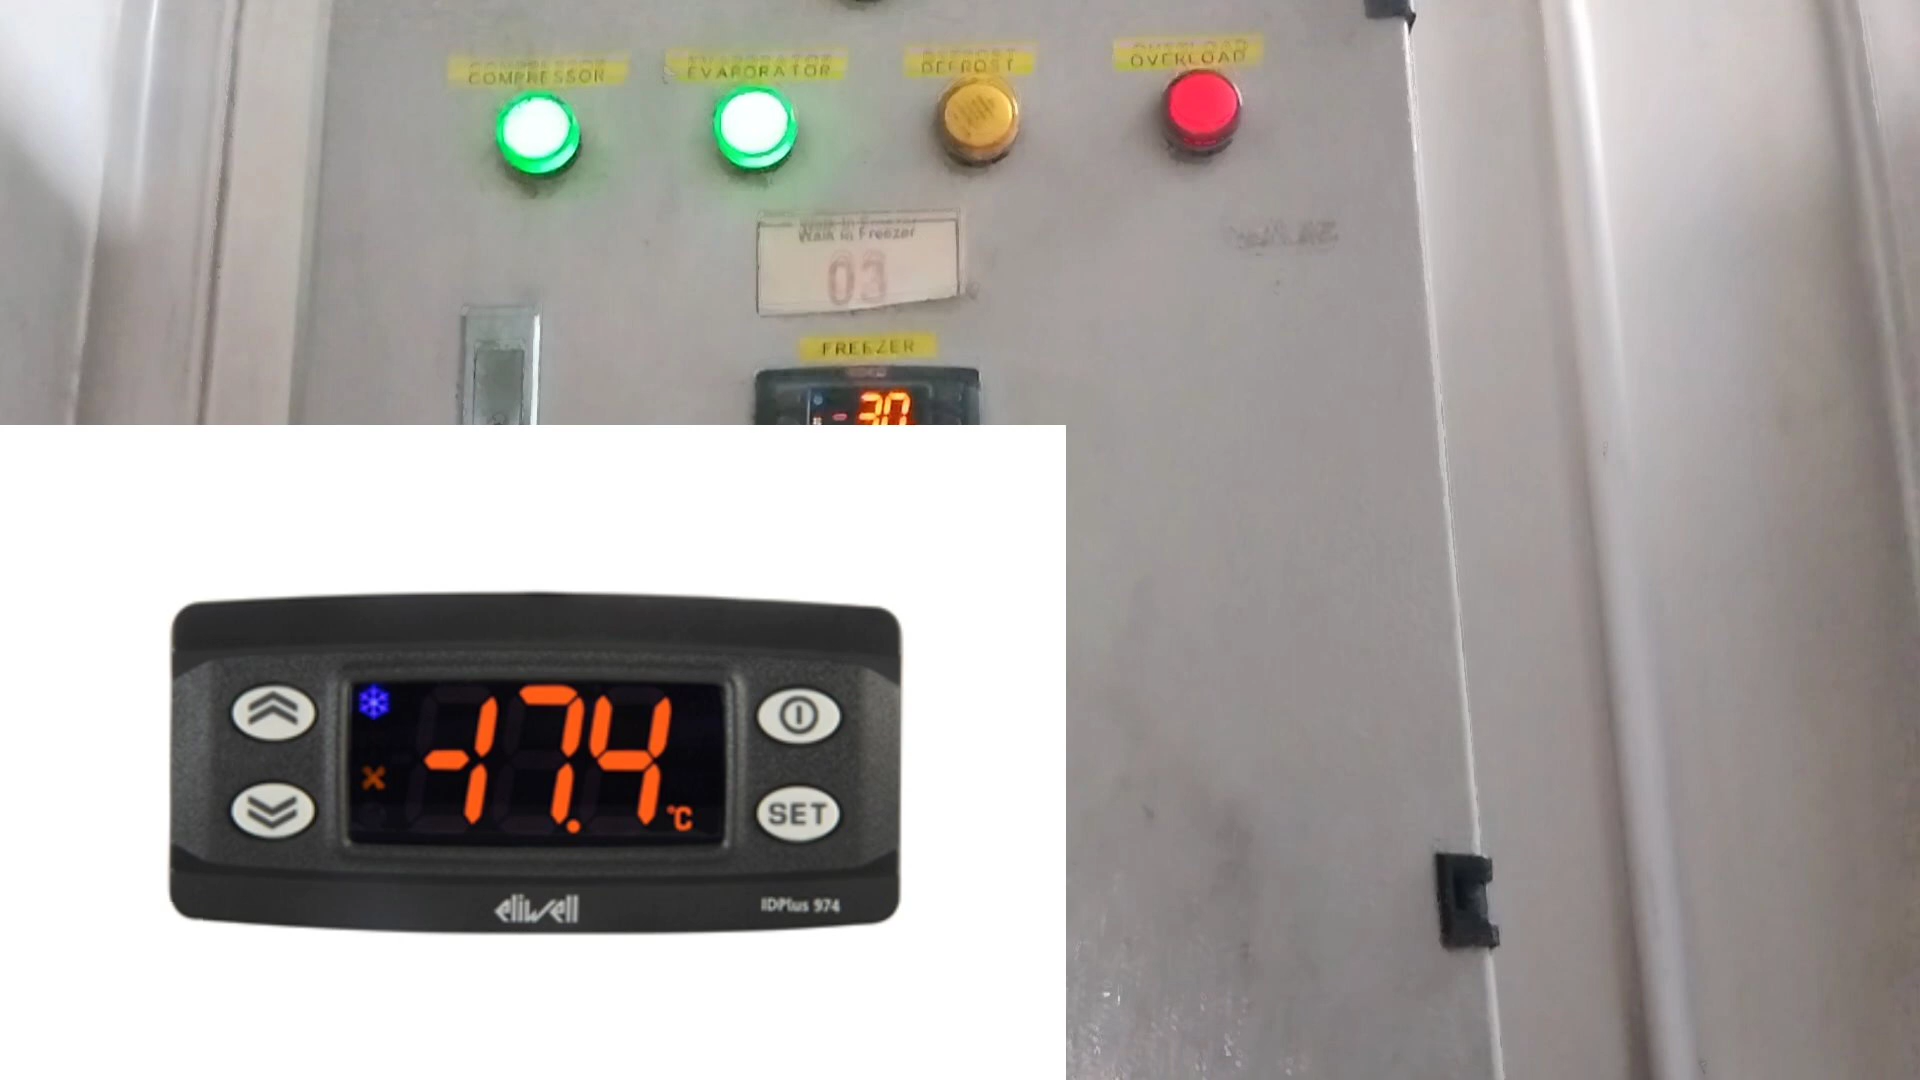 COMPRESSOR
EVAPORATOR
DEFROST
OVERLOAD
Walk In Freezer
03
FREEZER
-30
-17.4 °C
SET
eliwell
IDPlus 974